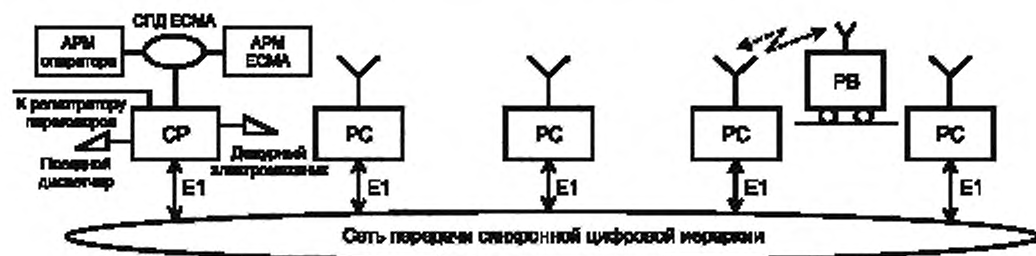 СПД ЕСМА
АРМ
оператора
АРМ
ЕСМА
К регистратору
переговоров
СР
РС
РС
РС
РВ
РС
Поездной
диспетчер
Дежурный
электромеханик
Е1
Е1
Е1
Е1
Е1
Сеть передачи синхронной цифровой иерархии